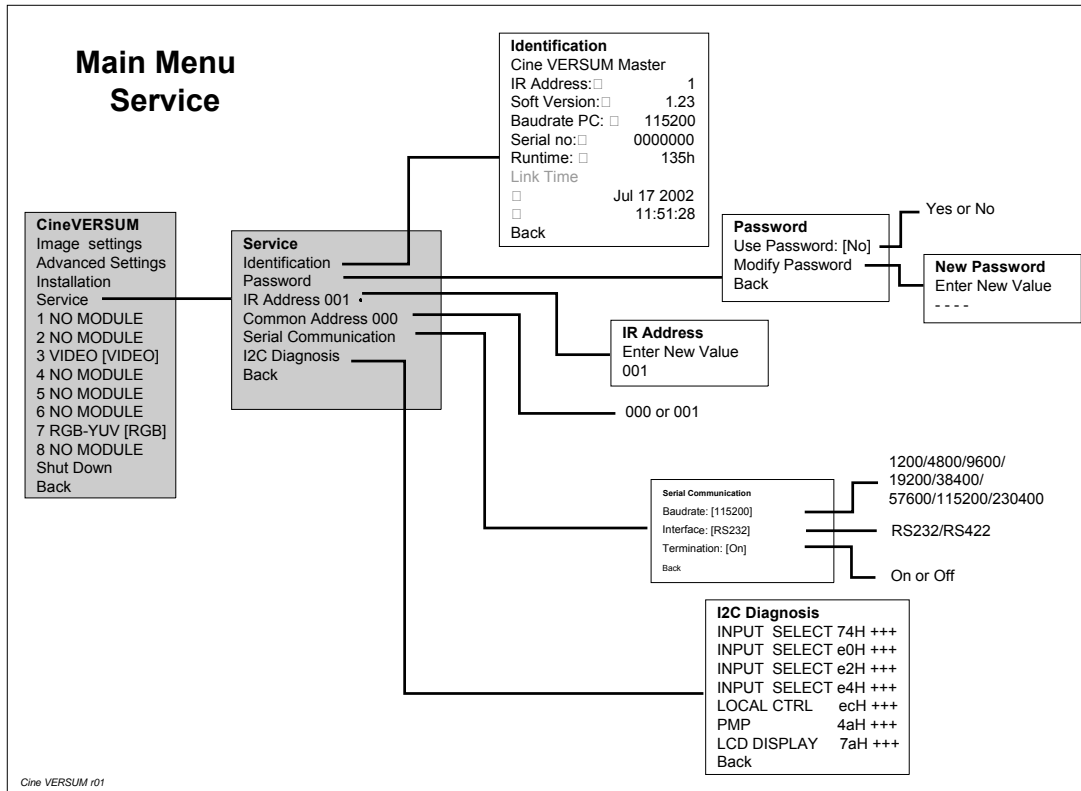 Main Menu
Service
Identification
Cine VERSUM Master
IR Address:□ 1
Soft Version:□ 1.23
Baudrate PC: □ 115200
Serial no:□ 0000000
Runtime: □ 135h
Link Time
□ Jul 17 2002
□ 11:51:28
Back
CineVERSUM
Image settings
Advanced Settings
Installation
Service
1 NO MODULE
2 NO MODULE
3 VIDEO [VIDEO]
4 NO MODULE
5 NO MODULE
6 NO MODULE
7 RGB-YUV [RGB]
8 NO MODULE
Shut Down
Back
Service
Identification
Password
IR Address 001
Common Address 000
Serial Communication
I2C Diagnosis
Back
Password
Use Password: [No]
Modify Password
Back
Yes or No
New Password
Enter New Value
- - - -
IR Address
Enter New Value
001
000 or 001
Serial Communication
Baudrate: [115200]
Interface: [RS232]
Termination: [On]
Back
1200/4800/9600/
19200/38400/
57600/115200/230400
RS232/RS422
On or Off
I2C Diagnosis
INPUT SELECT 74H +++
INPUT SELECT e0H +++
INPUT SELECT e2H +++
INPUT SELECT e4H +++
LOCAL CTRL ecH +++
PMP 4aH +++
LCD DISPLAY 7aH +++
Back
Cine VERSUM r01